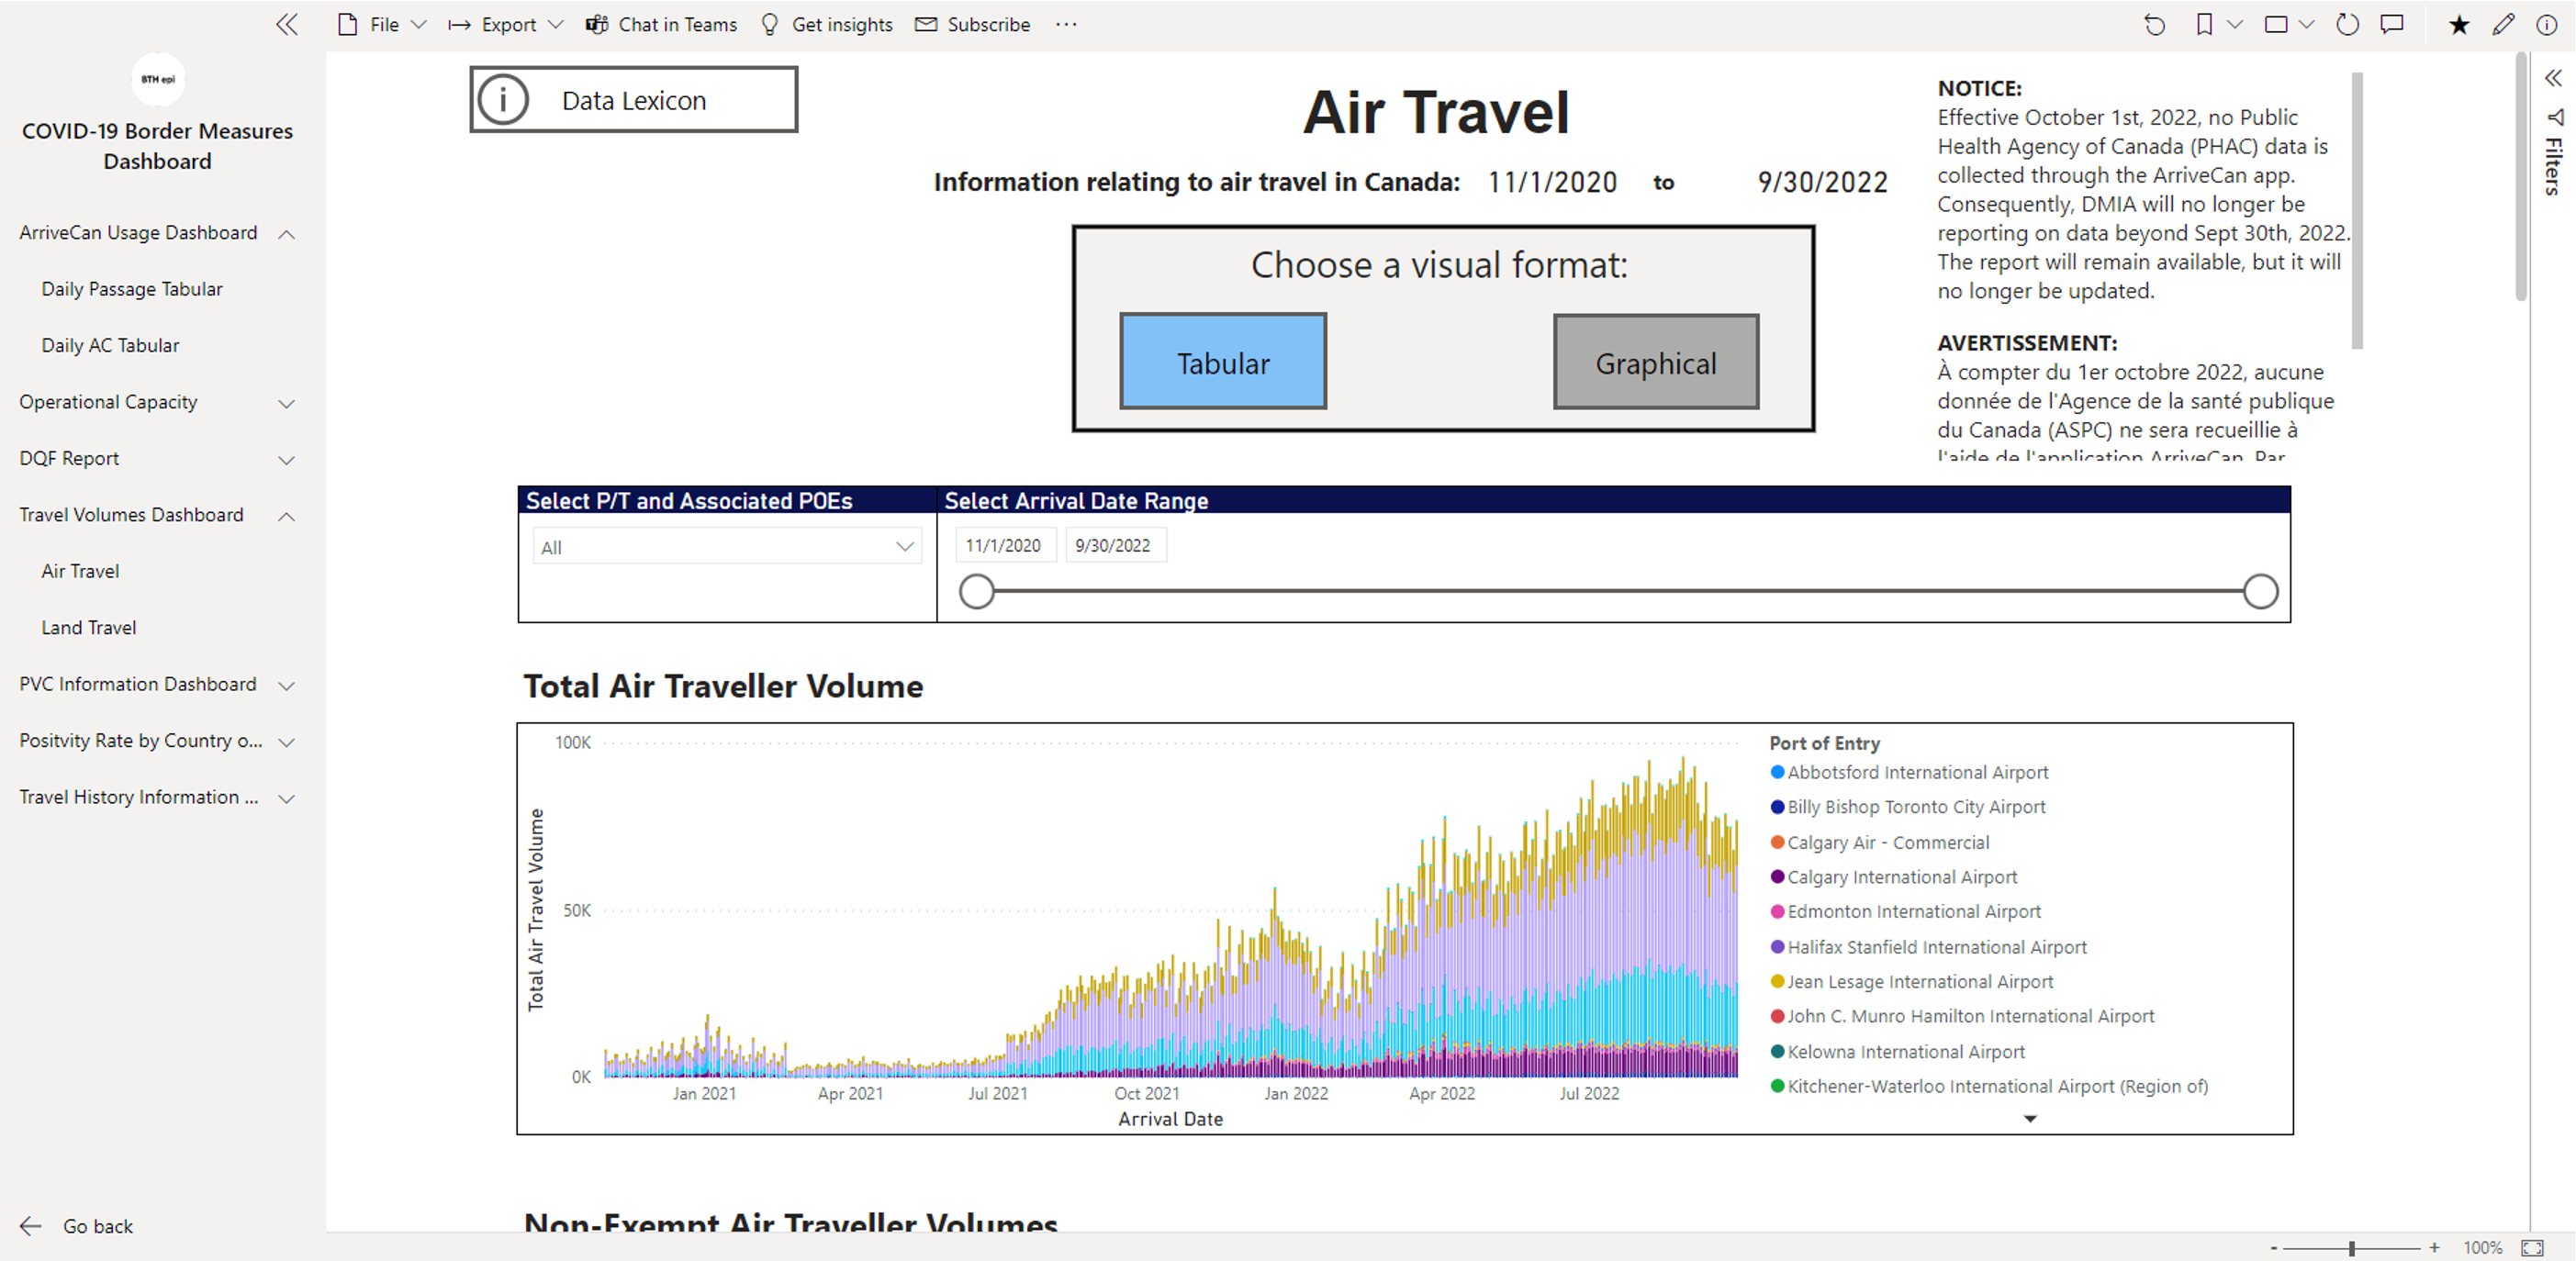 File
Export
Chat in Teams
Get insights
Subscribe
BTH epi
COVID-19 Border Measures
Dashboard
ArriveCan Usage Dashboard
Daily Passage Tabular
Daily AC Tabular
Operational Capacity
DQF Report
Travel Volumes Dashboard
Air Travel
Land Travel
PVC Information Dashboard
Positvity Rate by Country o...
Travel History Information ...
Go back
Data Lexicon
Air Travel
Information relating to air travel in Canada: 11/1/2020 to 9/30/2022
Choose a visual format:
Tabular
Graphical
NOTICE:
Effective October 1st, 2022, no Public
Health Agency of Canada (PHAC) data is
collected through the ArriveCan app.
Consequently, DMIA will no longer be
reporting on data beyond Sept 30th, 2022.
The report will remain available, but it will
no longer be updated.
AVERTISSEMENT:
À compter du 1er octobre 2022, aucune
donnée de l'Agence de la santé publique
du Canada (ASPC) ne sera recueillie à
l'aide de l'application ArriveCan. Par
Filters
Select P/T and Associated POEs
All
Select Arrival Date Range
11/1/2020
9/30/2022
Total Air Traveller Volume
Total Air Travel Volume
100K
50K
0K
Jan 2021
Apr 2021
Jul 2021
Oct 2021
Jan 2022
Apr 2022
Jul 2022
Arrival Date
Port of Entry
Abbotsford International Airport
Billy Bishop Toronto City Airport
Calgary Air - Commercial
Calgary International Airport
Edmonton International Airport
Halifax Stanfield International Airport
Jean Lesage International Airport
John C. Munro Hamilton International Airport
Kelowna International Airport
Kitchener-Waterloo International Airport (Region of)
Non-Exempt Air Traveller Volumes
- + 100%